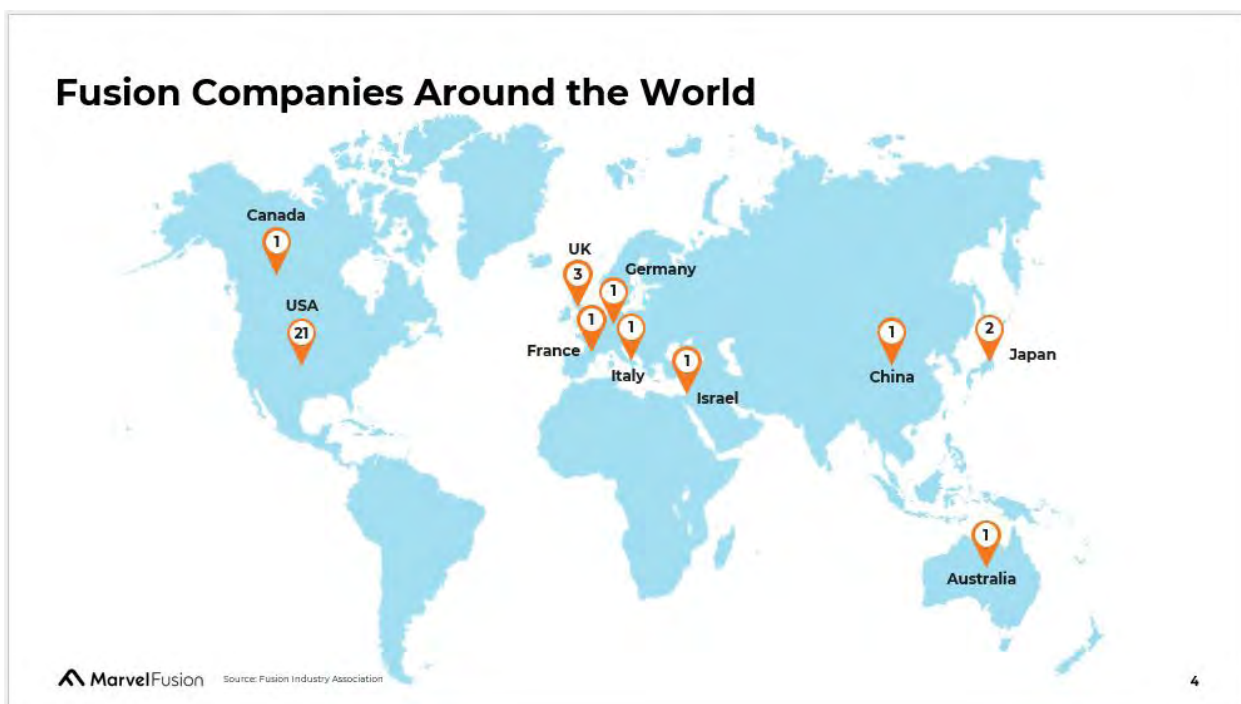 Fusion Companies Around the World
Canada
1
USA
21
UK
3
Germany
1
France
1
Italy
1
Israel
1
China
1
Japan
2
Australia
1
MarvelFusion
Source: Fusion Industry Association
4